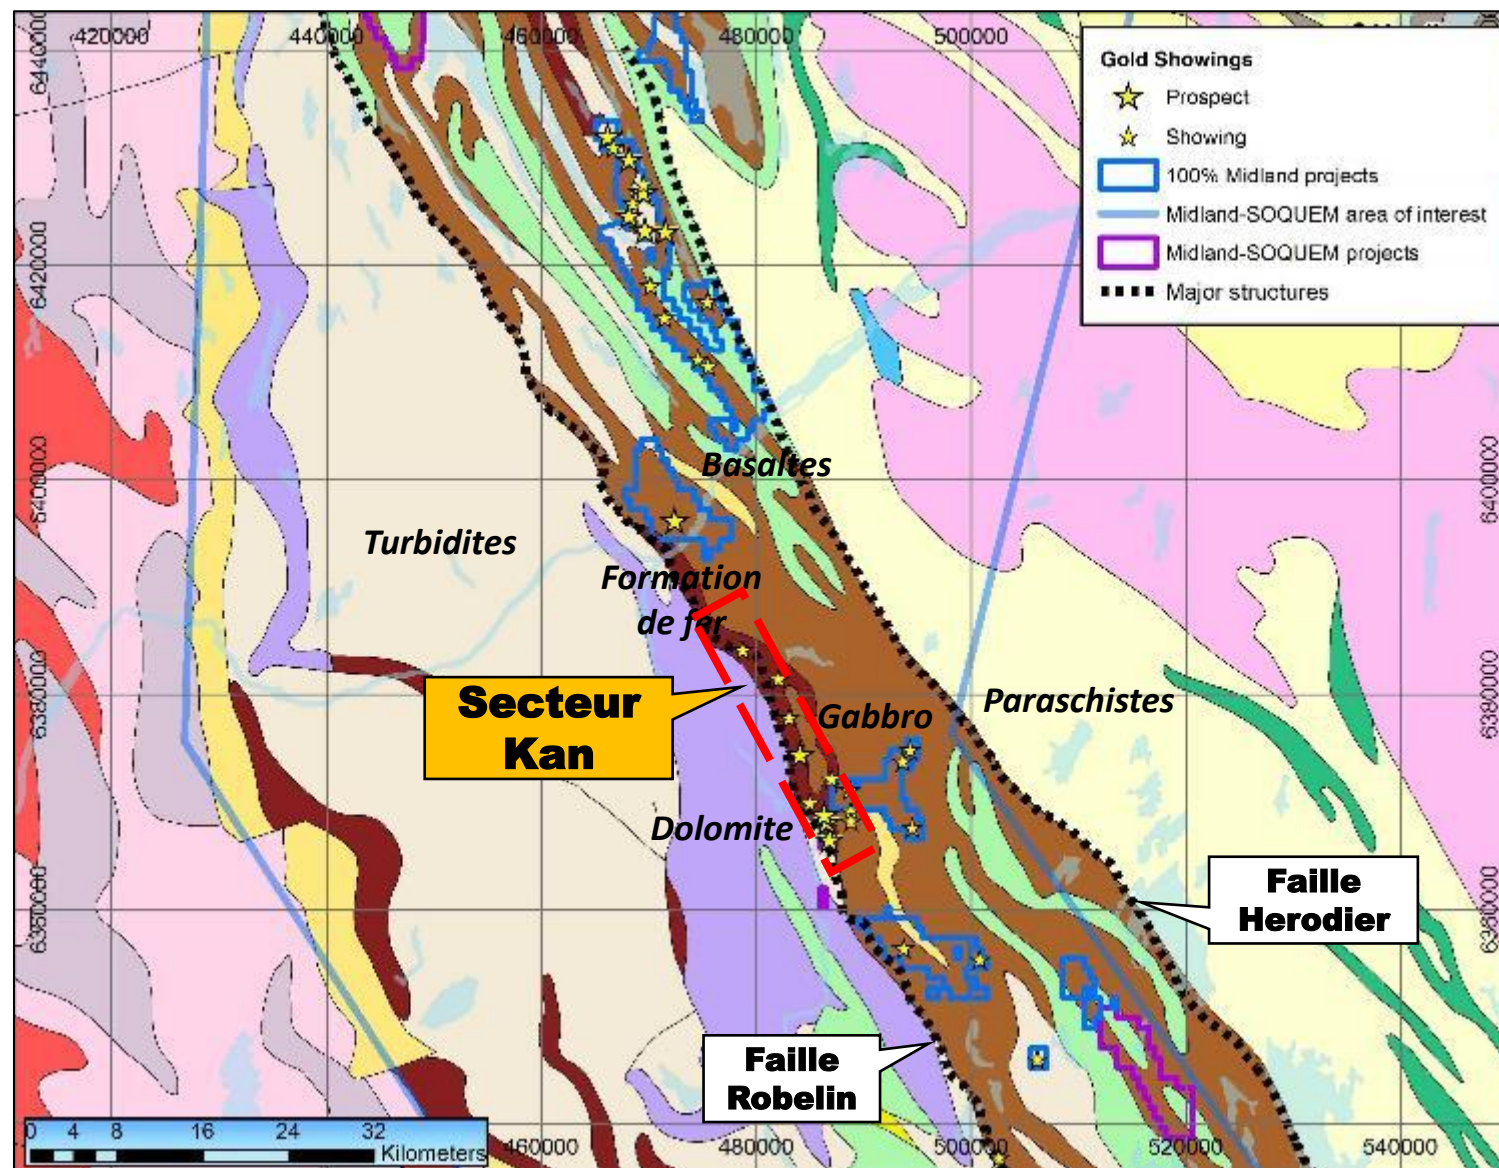 420000
440000
460000
480000
500000
6440000
Gold Showings
Prospect
Showing
100% Midland projects
Midland-SOQUEM area of interest
Midland-SOQUEM projects
Major structures
6420000
6420000
Basaltes
6400000
6400000
Turbidites
Formation
de fer
6380000
6380000
Secteur
Kan
Gabbro
Paraschistes
Dolomite
6360000
6360000
Faille
Herodier
Faille
Robelin
0 4 8 16 24 32
Kilometers
460000
480000
500000
520000
540000